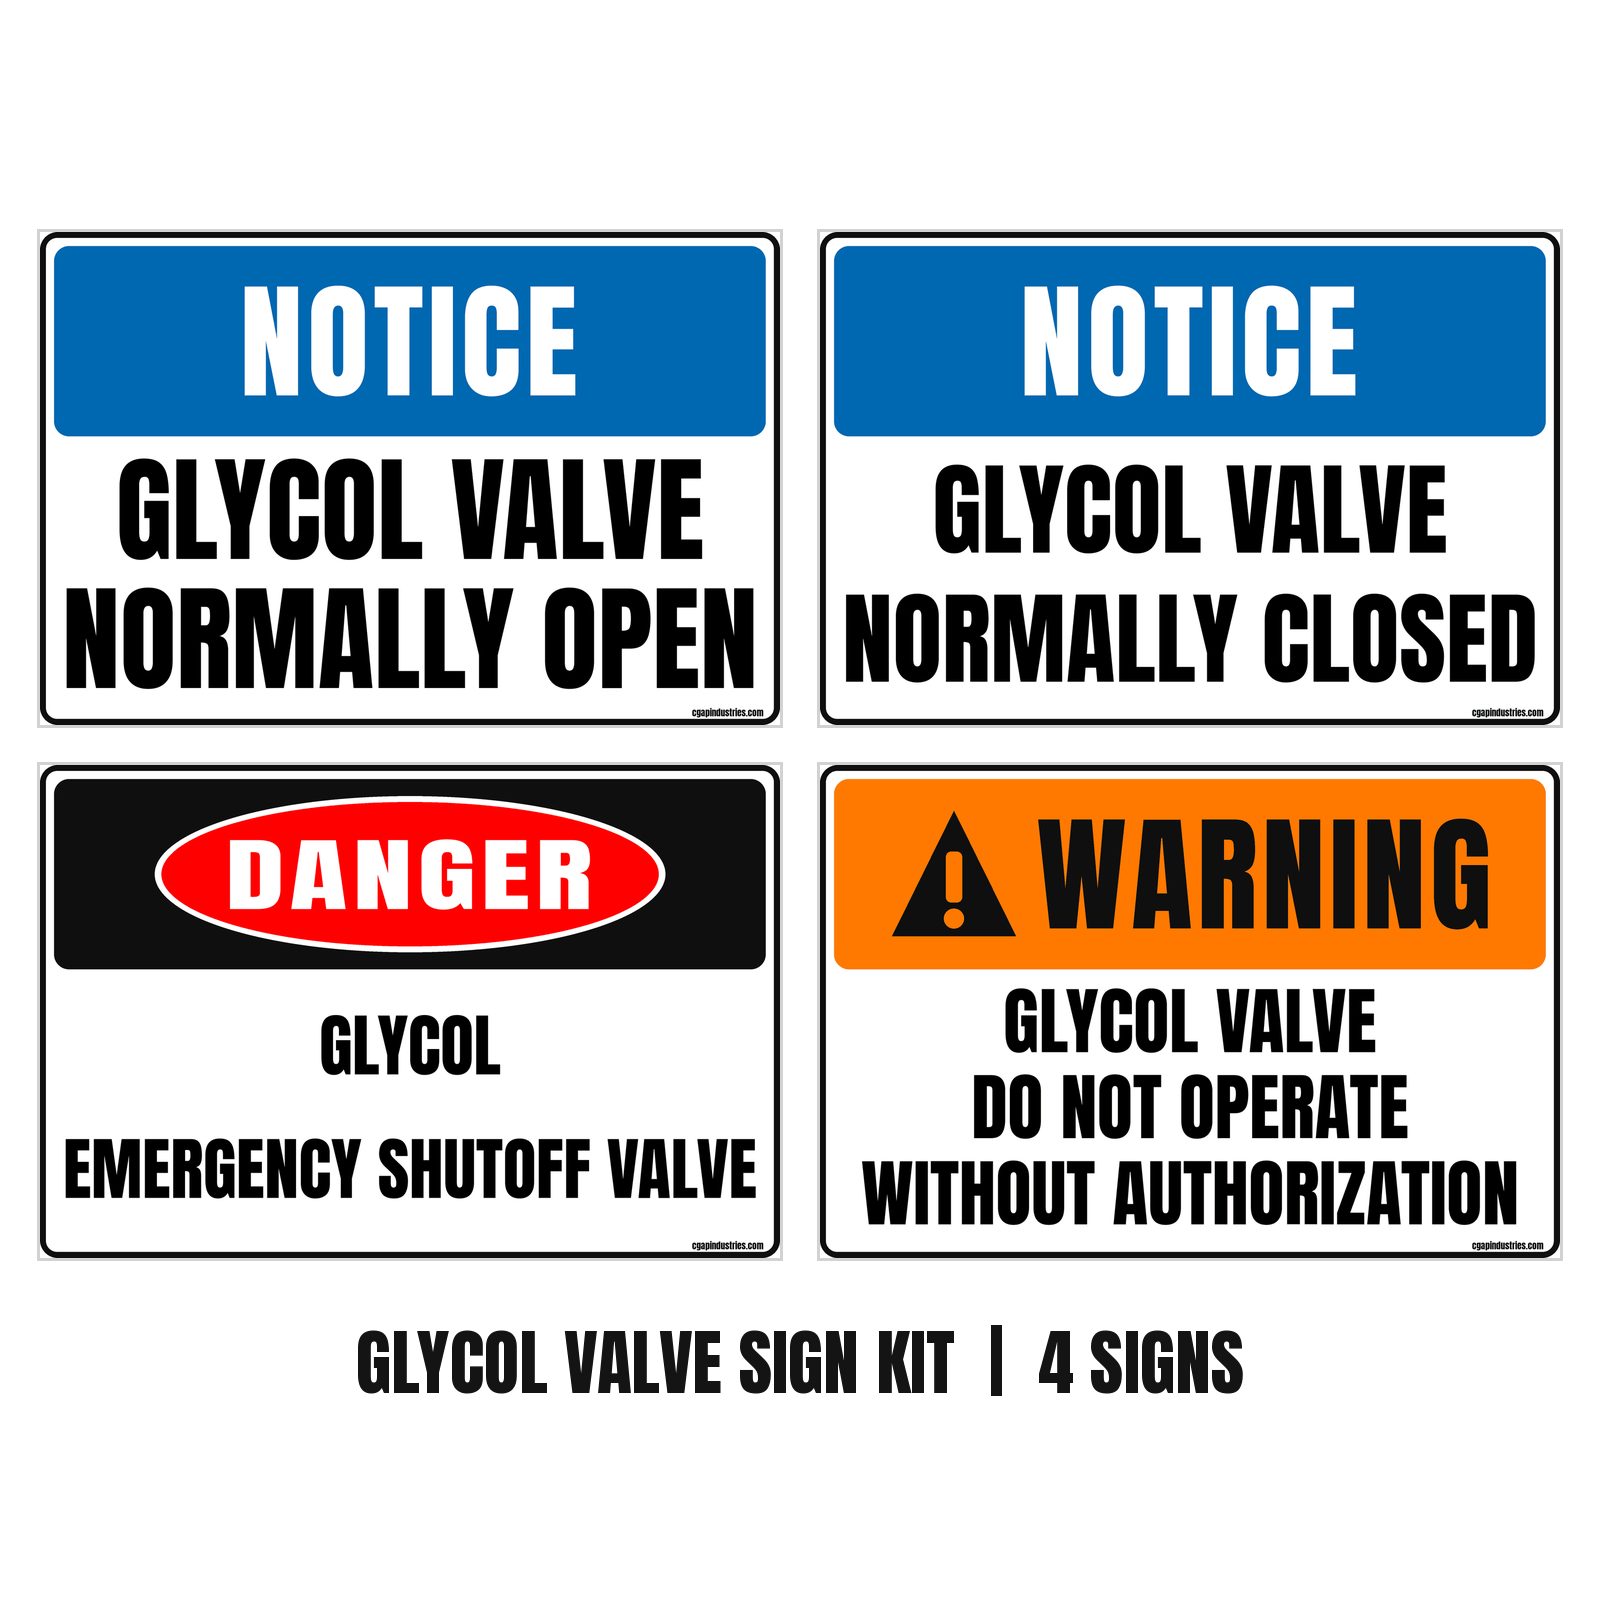 NOTICE
GLYCOL VALVE
NORMALLY OPEN
cgapindustries.com
NOTICE
GLYCOL VALVE
NORMALLY CLOSED
cgapindustries.com
DANGER
GLYCOL
EMERGENCY SHUTOFF VALVE
cgapindustries.com
WARNING
GLYCOL VALVE
DO NOT OPERATE
WITHOUT AUTHORIZATION
cgapindustries.com
GLYCOL VALVE SIGN KIT | 4 SIGNS